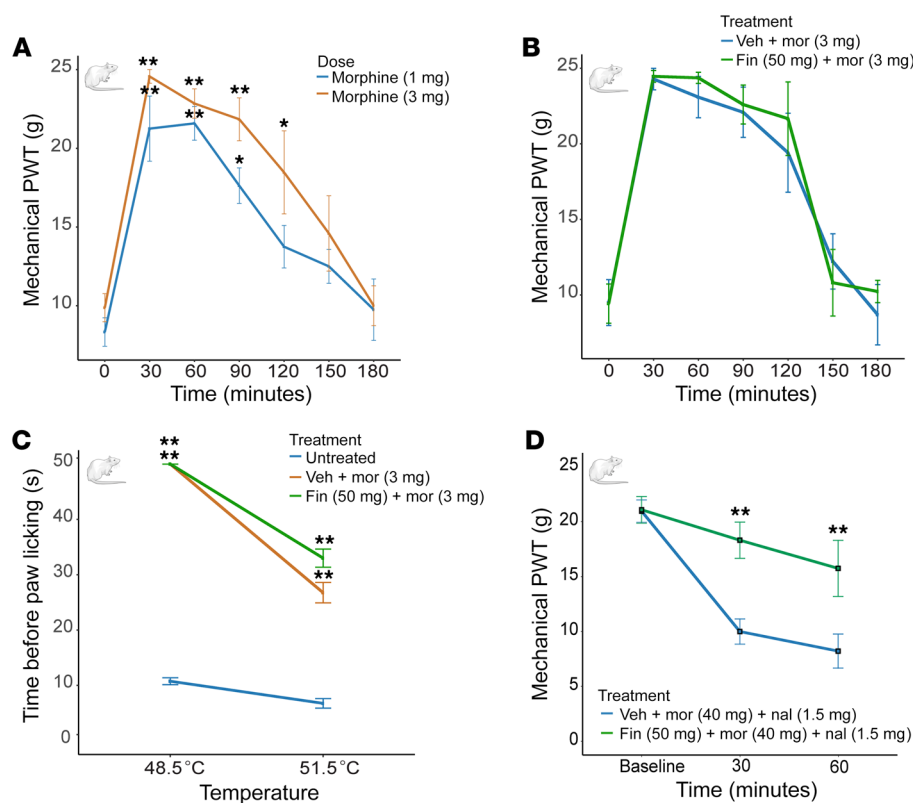 A
Dose
Morphine (1 mg)
Morphine (3 mg)
Mechanical PWT (g)
25
20
15
10
** ** ** ** ** * *
0 30 60 90 120 150 180
Time (minutes)
B
Treatment
Veh + mor (3 mg)
Fin (50 mg) + mor (3 mg)
Mechanical PWT (g)
25
20
15
10
0 30 60 90 120 150 180
Time (minutes)
C
Treatment
Untreated
Veh + mor (3 mg)
Fin (50 mg) + mor (3 mg)
Time before paw licking (s)
50
40
30
20
10
0
**
**
**
**
48.5°C 51.5°C
Temperature
D
Mechanical PWT (g)
25
20
15
10
5
0
** **
Treatment
Veh + mor (40 mg) + nal (1.5 mg)
Fin (50 mg) + mor (40 mg) + nal (1.5 mg)
Baseline 30 60
Time (minutes)